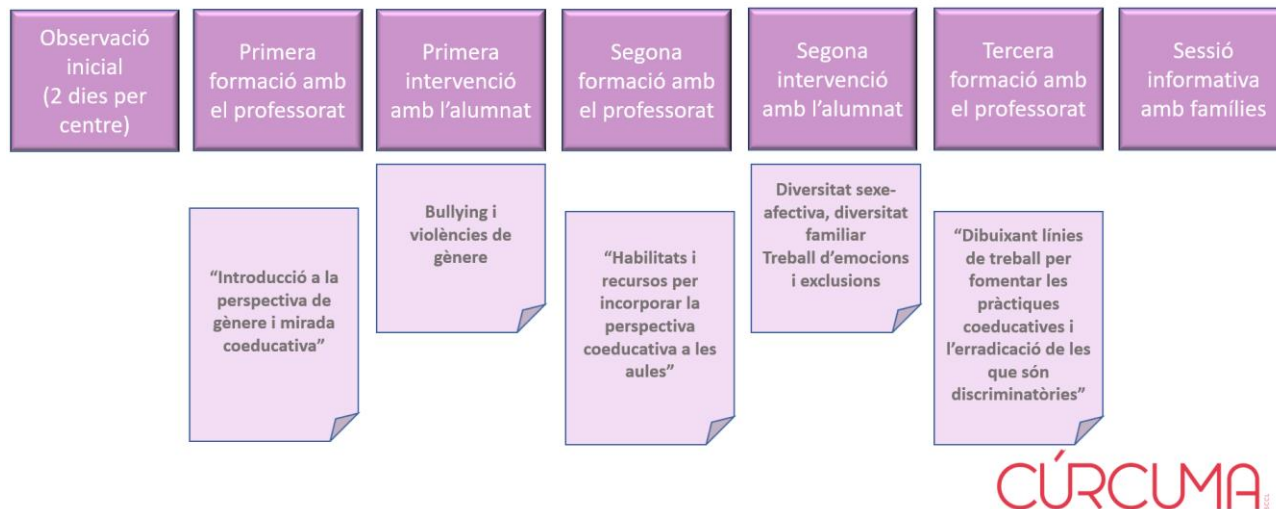 Observació
inicial
(2 dies per
centre)
Primera
formació amb
el professorat
Primera
intervenció
amb l'alumnat
Segona
formació amb
el professorat
Segona
intervenció
amb l'alumnat
Tercera
formació amb
el professorat
Sessió
informativa
amb famílies
“Introducció a la
perspectiva de
gènere i mirada
coeducativa”
Bullying i
violències de
gènere
“Habilitats i
recursos per
incorporar la
perspectiva
coeducativa a les
aules”
Diversitat sexe-
afectiva, diversitat
familiar
Treball d’emocions
i exclusions
“Dibuixant línies
de treball per
fomentar les
pràctiques
coeducatives i
l’erradicació de les
que són
discriminatòries”
CÚRCUMA
SCCL